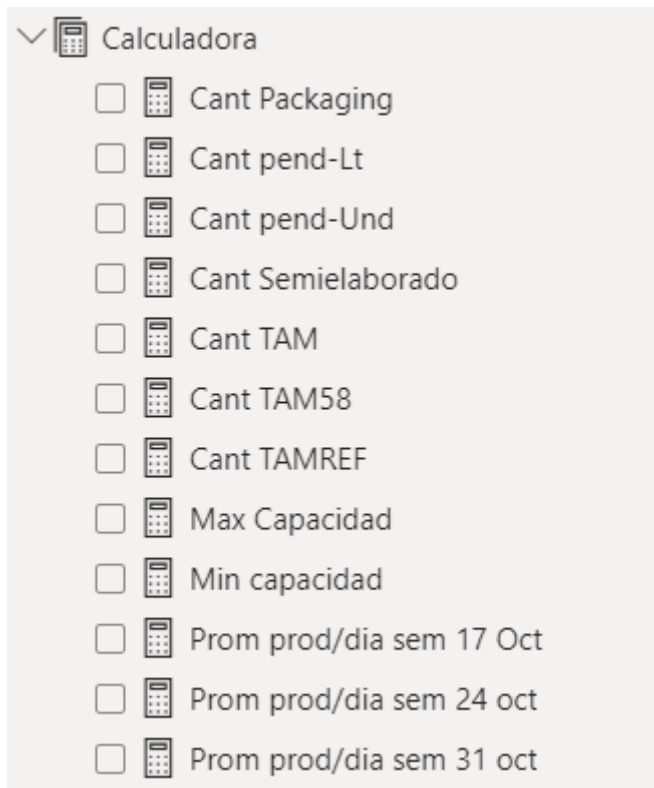 Calculadora
Cant Packaging
Cant pend-Lt
Cant pend-Und
Cant Semielaborado
Cant TAM
Cant TAM58
Cant TAMREF
Max Capacidad
Min capacidad
Prom prod/dia sem 17 Oct
Prom prod/dia sem 24 oct
Prom prod/dia sem 31 oct